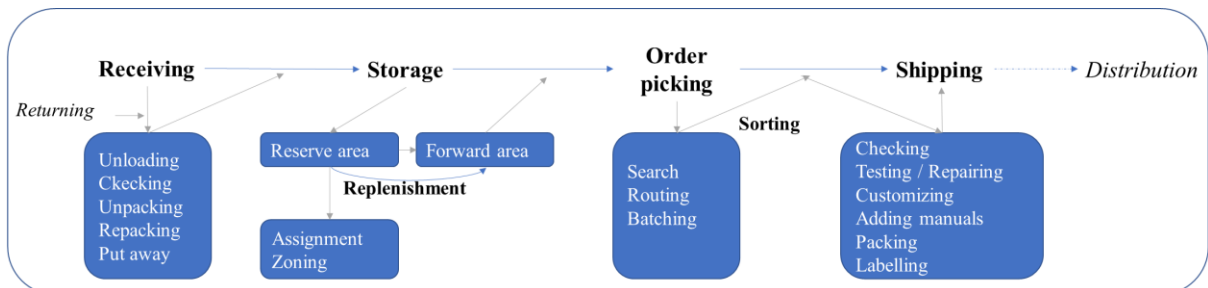 Receiving
Storage
Order
picking
Shipping
Distribution
Returning
Unloading
Ckecking
Unpacking
Repacking
Put away
Reserve area
Forward area
Replenishment
Assignment
Zoning
Search
Routing
Batching
Sorting
Checking
Testing / Repairing
Customizing
Adding manuals
Packing
Labelling